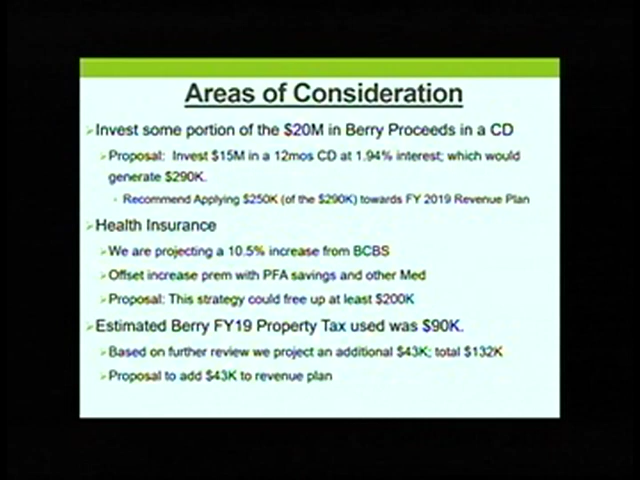 Areas of Consideration
Invest some portion of the $20M in Berry Proceeds in a CD
Proposal: Invest $15M in a 12mos CD at 1.94% interest; which would
generate $290K.
Recommend Applying $250K (of the $290K) towards FY 2019 Revenue Plan
Health Insurance
We are projecting a 10.5% increase from BCBS
Offset increase prem with PFA savings and other Med
Proposal: This strategy could free up at least $200K
Estimated Berry FY19 Property Tax used was $90K.
Based on further review we project an additional $43K; total $132K
Proposal to add $43K to revenue plan